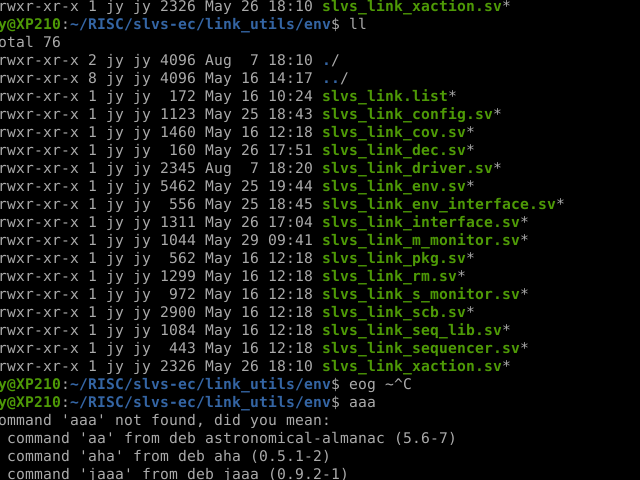 rwxr-xr-x 1 jy jy 2326 May 26 18:10 slvs_link_xaction.sv*
y@XP210:~/RISC/slvs-ec/link_utils/env$ ll
otal 76
rwxr-xr-x 2 jy jy 4096 Aug  7 18:10 ./
rwxr-xr-x 8 jy jy 4096 May 16 14:17 ../
rwxr-xr-x 1 jy jy  172 May 16 10:24 slvs_link.list*
rwxr-xr-x 1 jy jy 1123 May 25 18:43 slvs_link_config.sv*
rwxr-xr-x 1 jy jy 1460 May 16 12:18 slvs_link_cov.sv*
rwxr-xr-x 1 jy jy  160 May 26 17:51 slvs_link_dec.sv*
rwxr-xr-x 1 jy jy 2345 Aug  7 18:20 slvs_link_driver.sv*
rwxr-xr-x 1 jy jy 5462 May 25 19:44 slvs_link_env.sv*
rwxr-xr-x 1 jy jy  556 May 25 18:45 slvs_link_env_interface.sv*
rwxr-xr-x 1 jy jy 1311 May 26 17:04 slvs_link_interface.sv*
rwxr-xr-x 1 jy jy 1044 May 29 09:41 slvs_link_m_monitor.sv*
rwxr-xr-x 1 jy jy  562 May 16 12:18 slvs_link_pkg.sv*
rwxr-xr-x 1 jy jy 1299 May 16 12:18 slvs_link_rm.sv*
rwxr-xr-x 1 jy jy  972 May 16 12:18 slvs_link_s_monitor.sv*
rwxr-xr-x 1 jy jy 2900 May 16 12:18 slvs_link_scb.sv*
rwxr-xr-x 1 jy jy 1084 May 16 12:18 slvs_link_seq_lib.sv*
rwxr-xr-x 1 jy jy  443 May 16 12:18 slvs_link_sequencer.sv*
rwxr-xr-x 1 jy jy 2326 May 26 18:10 slvs_link_xaction.sv*
y@XP210:~/RISC/slvs-ec/link_utils/env$ eog ~^C
y@XP210:~/RISC/slvs-ec/link_utils/env$ aaa
ommand 'aaa' not found, did you mean:
command 'aa' from deb astronomical-almanac (5.6-7)
command 'aha' from deb aha (0.5.1-2)
command 'jaaa' from deb jaaa (0.9.2-1)